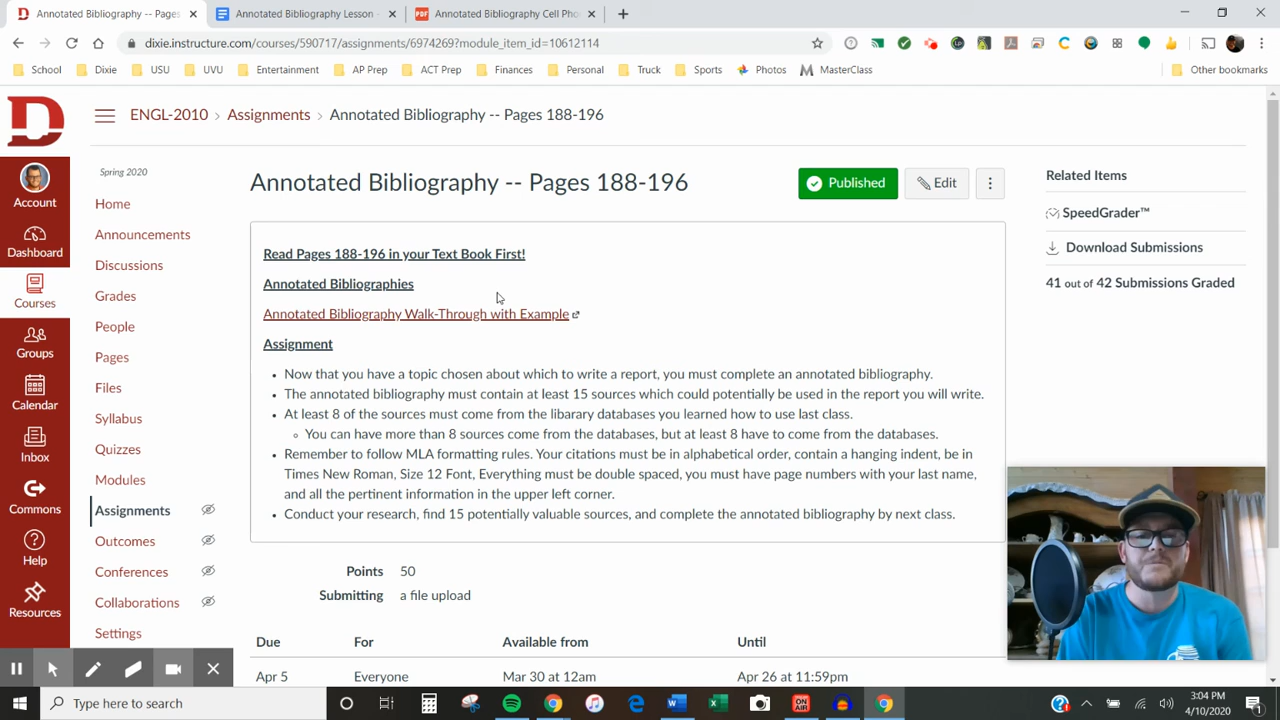 Annotated Bibliography -- Pages
Annotated Bibliography Lesson -
PDF
Annotated Bibliography Cell Pho
dixie.instructure.com/courses/590717/assignments/6974269?module_item_id=10612114
School
Dixie
USU
UVU
Entertainment
AP Prep
ACT Prep
Finances
Personal
Truck
Sports
Photos
MasterClass
Other bookmarks
D
ENGL-2010 › Assignments › Annotated Bibliography -- Pages 188-196
Account
Dashboard
Courses
Groups
Calendar
Inbox
Commons
Help
Resources
Spring 2020
Home
Announcements
Discussions
Grades
People
Pages
Files
Syllabus
Quizzes
Modules
Assignments
Outcomes
Conferences
Collaborations
Settings
Annotated Bibliography -- Pages 188-196
Published
Edit
Read Pages 188-196 in your Text Book First!
Annotated Bibliographies
Annotated Bibliography Walk-Through with Example
Assignment
• Now that you have a topic chosen about which to write a report, you must complete an annotated bibliography.
• The annotated bibliography must contain at least 15 sources which could potentially be used in the report you will write.
• At least 8 of the sources must come from the libarary databases you learned how to use last class.
◦ You can have more than 8 sources come from the databases, but at least 8 have to come from the databases.
• Remember to follow MLA formatting rules. Your citations must be in alphabetical order, contain a hanging indent, be in
Times New Roman, Size 12 Font, Everything must be double spaced, you must have page numbers with your last name,
and all the pertinent information in the upper left corner.
• Conduct your research, find 15 potentially valuable sources, and complete the annotated bibliography by next class.
Points 50
Submitting a file upload
Due For Available from Until
Apr 5 Everyone Mar 30 at 12am Apr 26 at 11:59pm
Related Items
SpeedGrader™
Download Submissions
41 out of 42 Submissions Graded
Type here to search
ON AIR
3:04 PM
4/10/2020